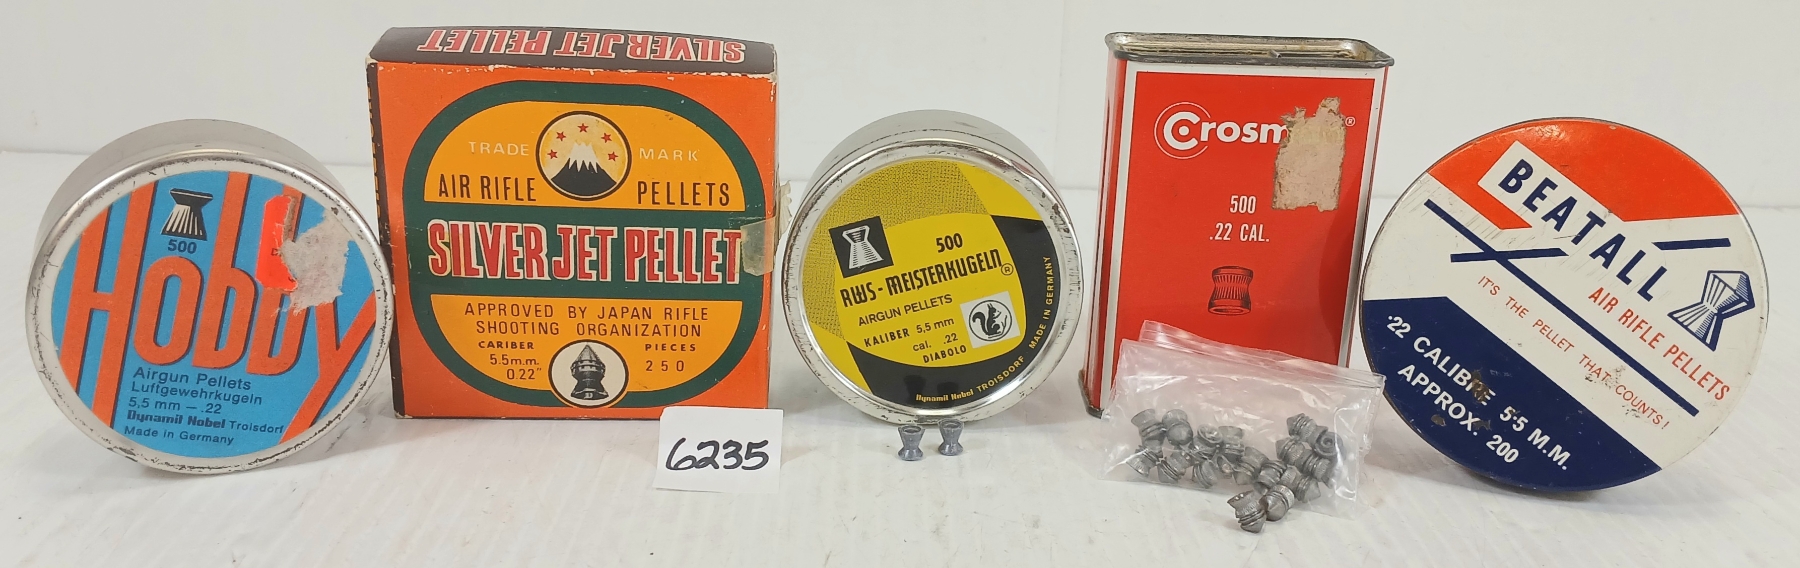 500
Hobby
Airgun Pellets
Luftgewehrkugeln
5,5 mm — .22
Dynamit Nobel Troisdorf
Made in Germany
SILVER JET PELLET
TRADE MARK
AIR RIFLE PELLETS
SILVER JET PELLET
APPROVED BY JAPAN RIFLE
SHOOTING ORGANIZATION
CARIBER PIECES
5.5m.m. 250
0.22"
6235
500
RWS-MEISTERKUGELN®
AIRGUN PELLETS
KALIBER 5,5 mm
cal. .22
DIABOLO
Dynamit Nobel TROISDORF MADE IN GERMANY
Crosm ®
500
.22 CAL.
BEATALL
AIR RIFLE PELLETS
IT'S THE PELLET THAT COUNTS!
.22 CALIBRE 5·5 M.M.
APPROX. 200